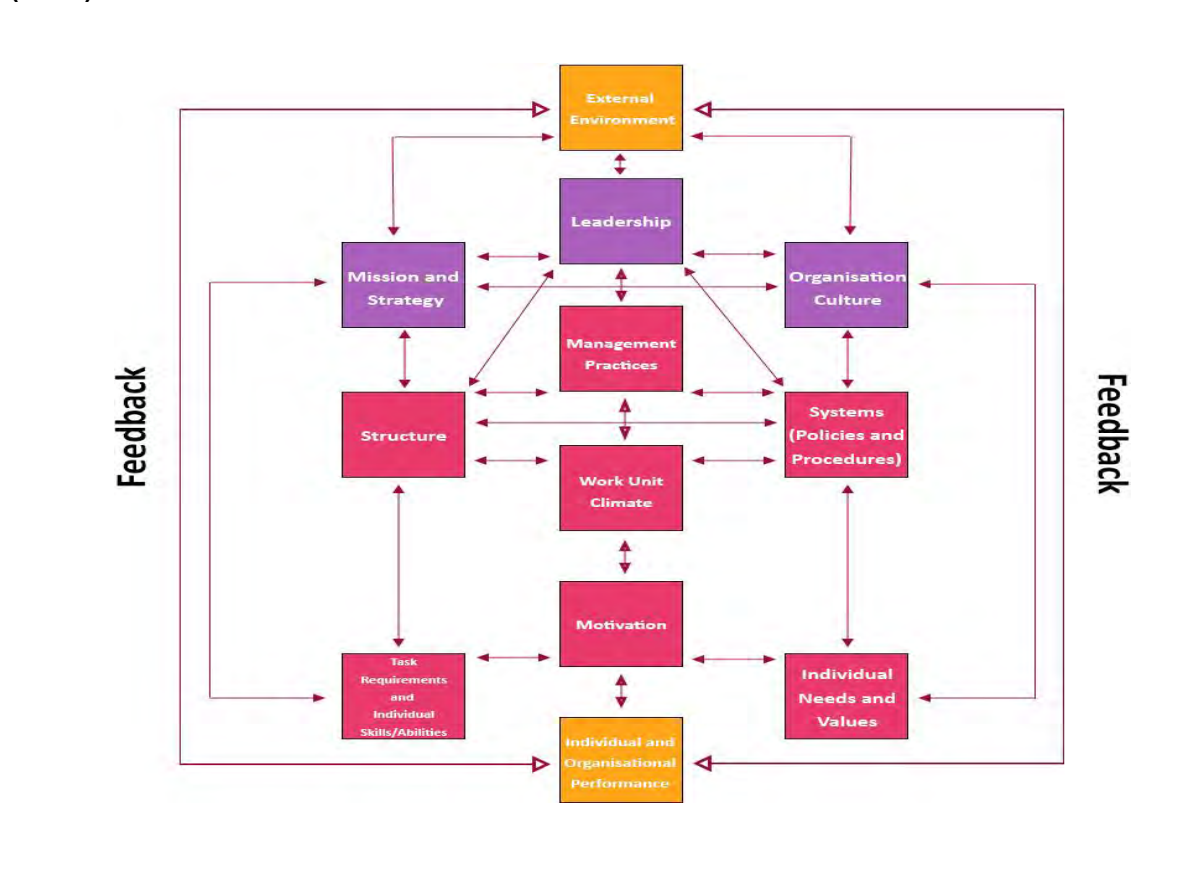 External
Environment
Leadership
Mission and
Strategy
Organisation
Culture
Management
Practices
Feedback
Feedback
Structure
Systems
(Policies and
Procedures)
Work Unit
Climate
Motivation
Task
Requirements
and
Individual
Skills/Abilities
Individual
Needs and
Values
Individual and
Organisational
Performance